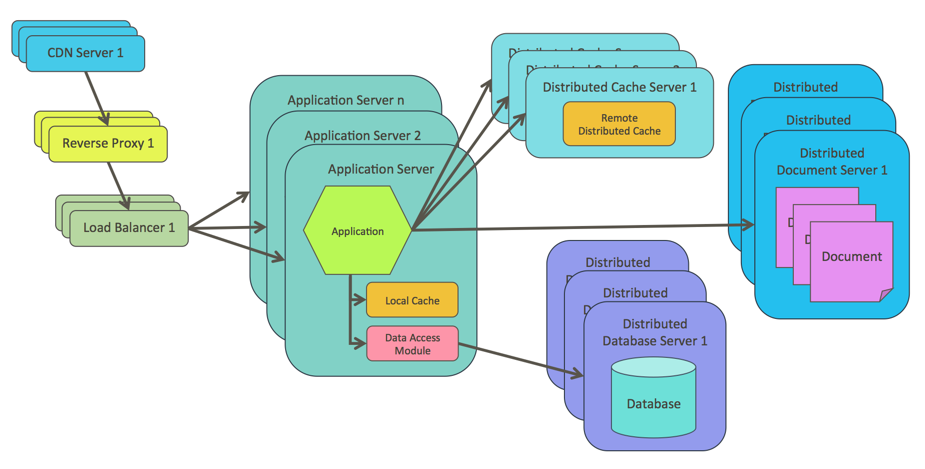 CDN Server 1
Reverse Proxy 1
Load Balancer 1
Application Server n
Application Server 2
Application Server
Application
Local Cache
Data Access
Module
Distributed Cache Server 1
Remote
Distributed Cache
Distributed
Distributed
Distributed
Document Server 1
Document
Distributed
Distributed
Distributed
Database Server 1
Database